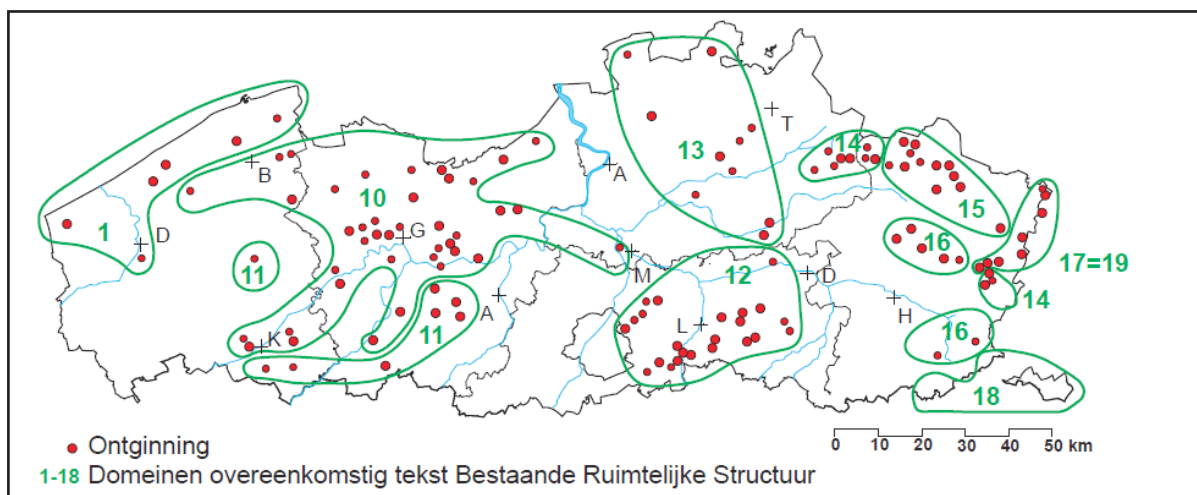 T
14
13
A
B
10
15
1
D
G
16
11
M
12
17=19
D
14
A
H
11
L
16
K
18
Ontginning
0 10 20 30 40 50 km
1-18 Domeinen overeenkomstig tekst Bestaande Ruimtelijke Structuur